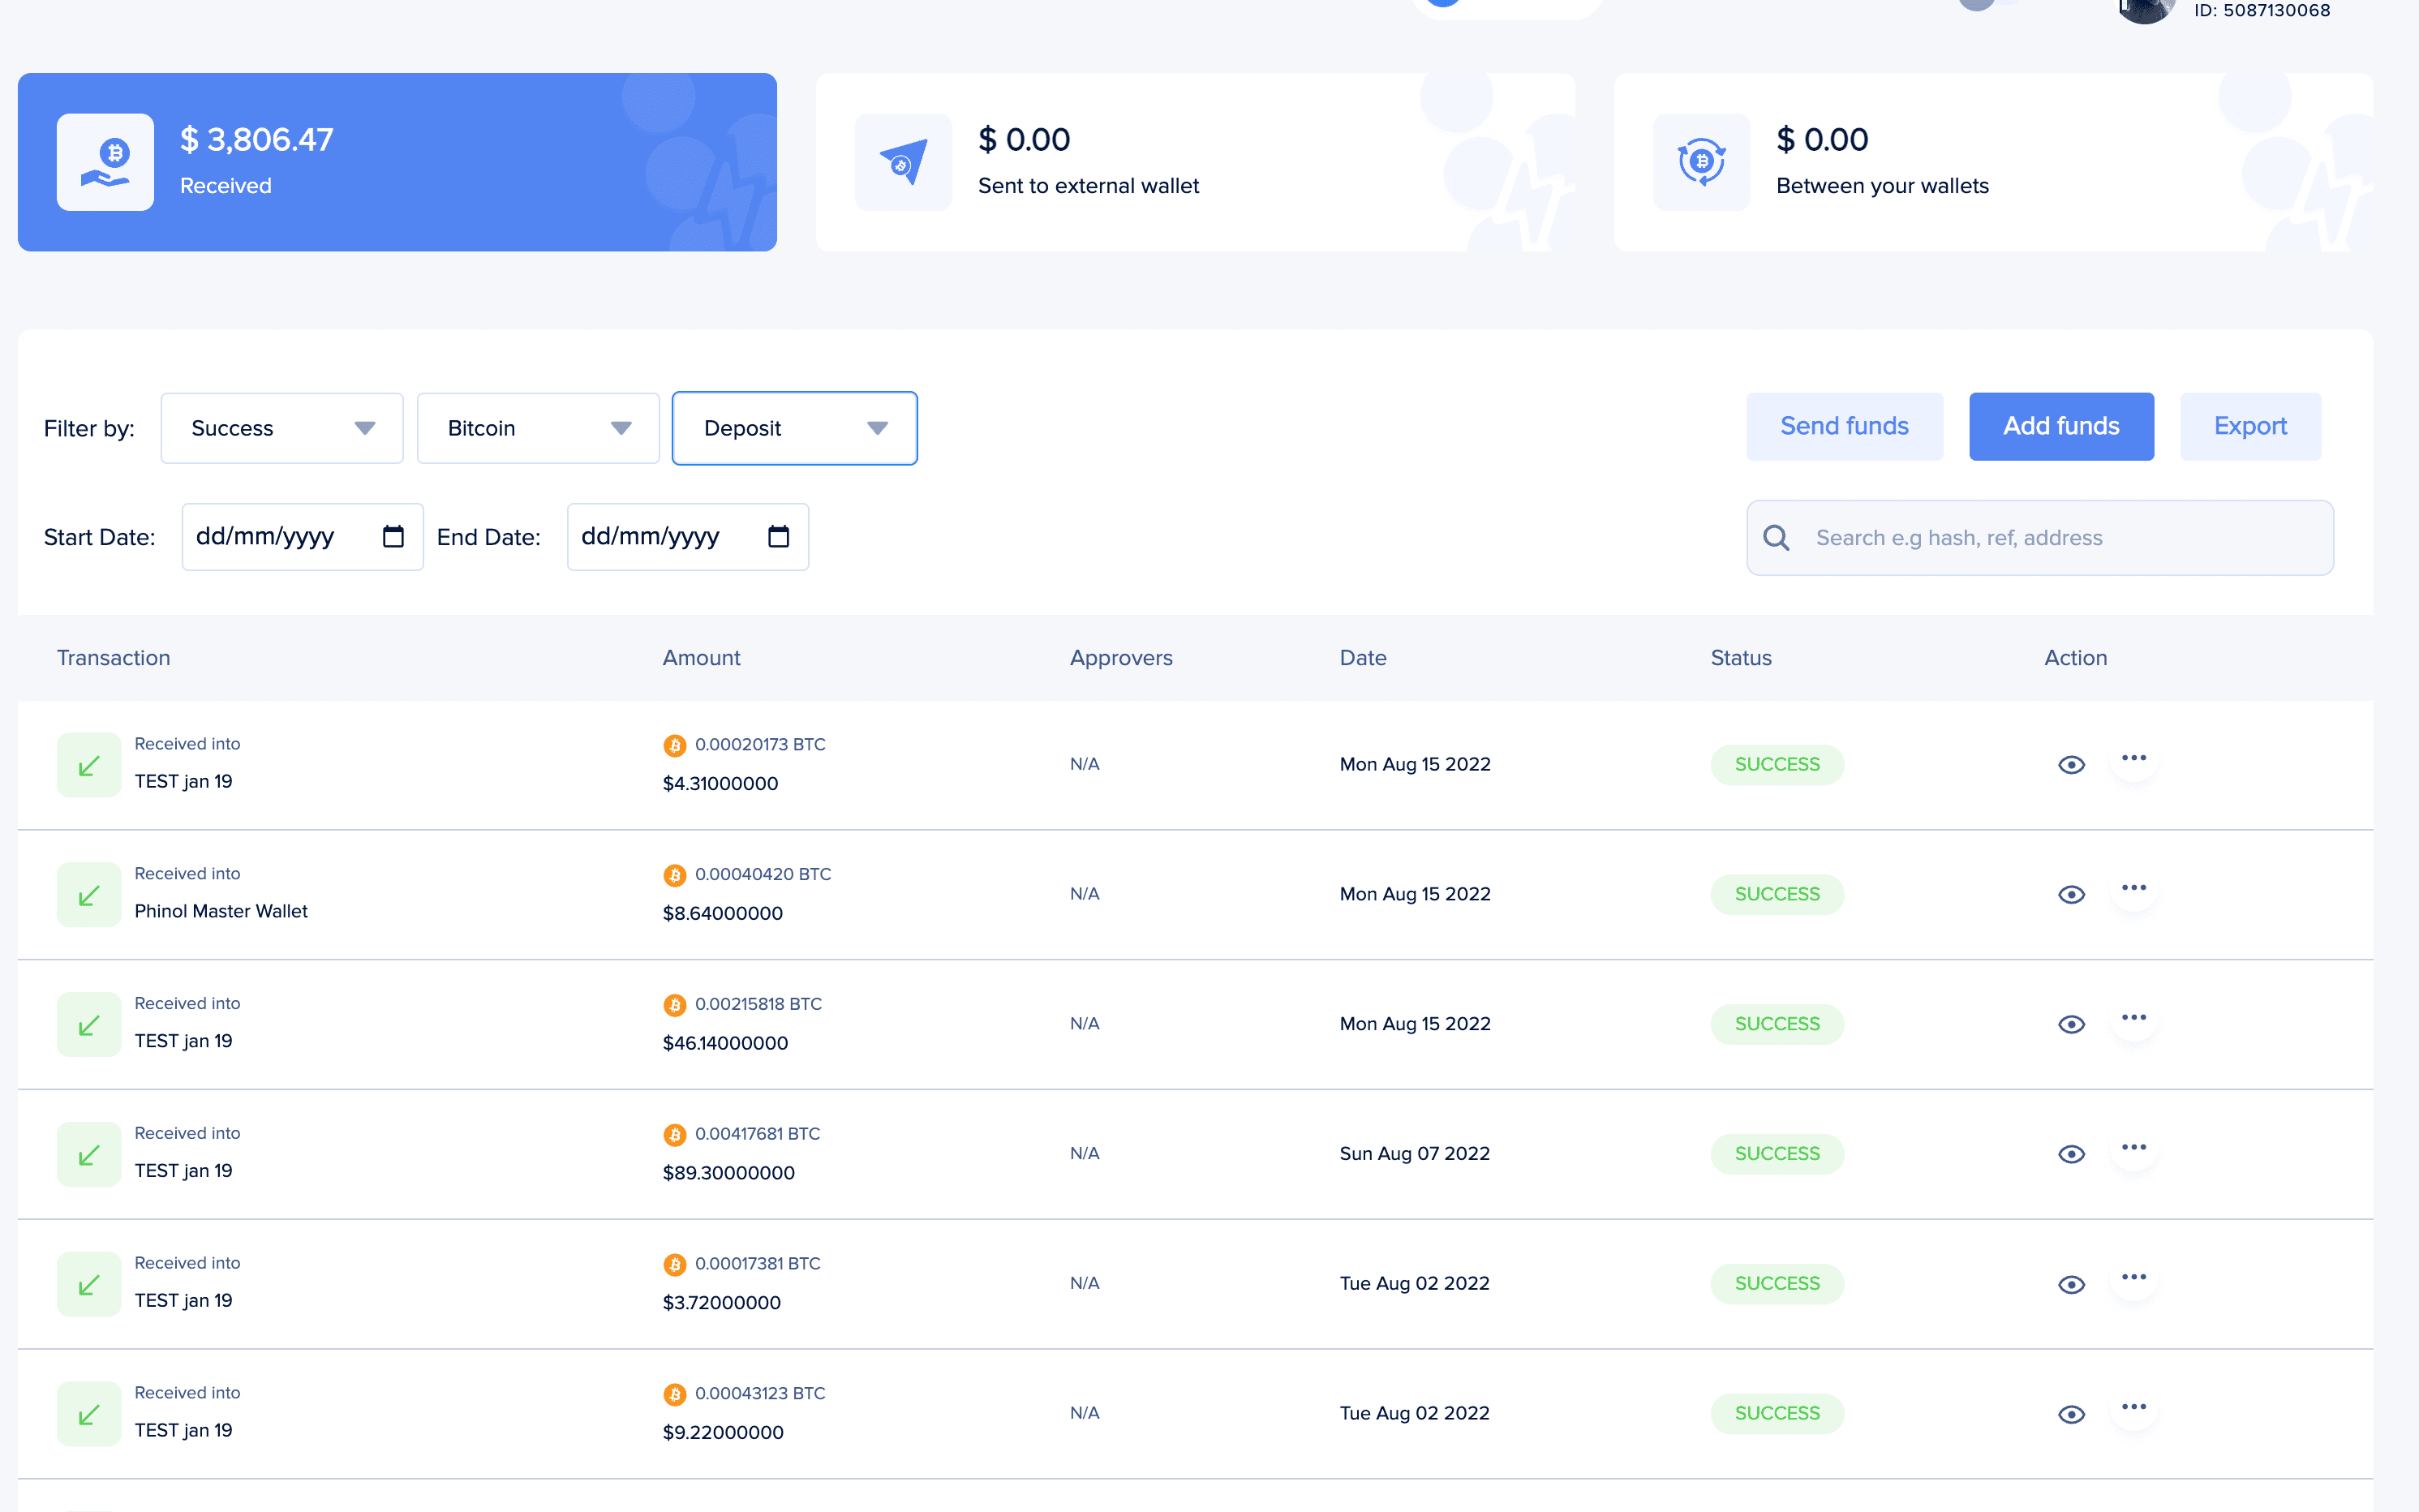 ID: 5087130068
$ 3,806.47
Received
$ 0.00
Sent to external wallet
$ 0.00
Between your wallets
Filter by:
Success
Bitcoin
Deposit
Send funds
Add funds
Export
Start Date:
dd/mm/yyyy
End Date:
dd/mm/yyyy
Search e.g hash, ref, address
Transaction Amount Approvers Date Status Action
Received into
TEST jan 19
0.00020173 BTC
$4.31000000
N/A
Mon Aug 15 2022
SUCCESS
Received into
Phinol Master Wallet
0.00040420 BTC
$8.64000000
N/A
Mon Aug 15 2022
SUCCESS
Received into
TEST jan 19
0.00215818 BTC
$46.14000000
N/A
Mon Aug 15 2022
SUCCESS
Received into
TEST jan 19
0.00417681 BTC
$89.30000000
N/A
Sun Aug 07 2022
SUCCESS
Received into
TEST jan 19
0.00017381 BTC
$3.72000000
N/A
Tue Aug 02 2022
SUCCESS
Received into
TEST jan 19
0.00043123 BTC
$9.22000000
N/A
Tue Aug 02 2022
SUCCESS